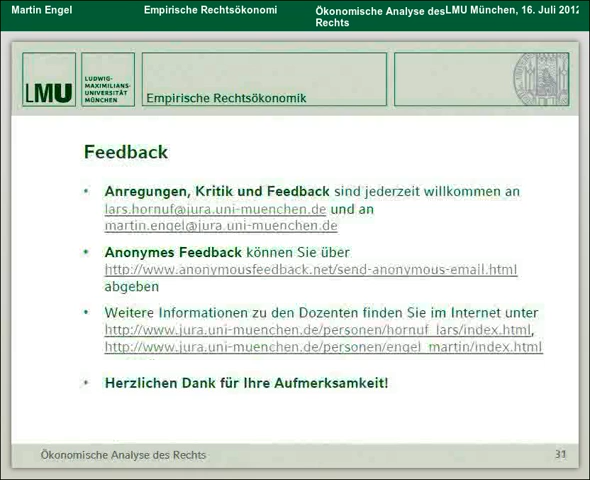 Martin Engel
Empirische Rechtsökonomi
Ökonomische Analyse des
Rechts
LMU München, 16. Juli 2012
LMU
LUDWIG-
MAXIMILIANS-
UNIVERSITÄT
MÜNCHEN
Empirische Rechtsökonomik
Feedback
• Anregungen, Kritik und Feedback sind jederzeit willkommen an
lars.hornuf@jura.uni-muenchen.de und an
martin.engel@jura.uni-muenchen.de
• Anonymes Feedback können Sie über
http://www.anonymousfeedback.net/send-anonymous-email.html
abgeben
• Weitere Informationen zu den Dozenten finden Sie im Internet unter
http://www.jura.uni-muenchen.de/personen/hornuf_lars/index.html,
http://www.jura.uni-muenchen.de/personen/engel_martin/index.html
• Herzlichen Dank für Ihre Aufmerksamkeit!
Ökonomische Analyse des Rechts
31